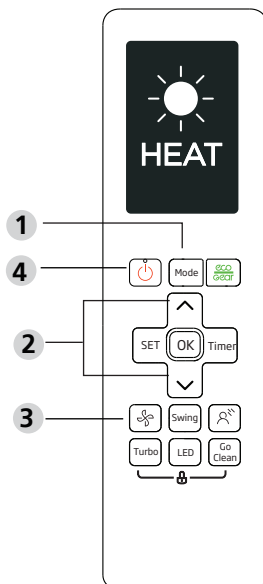 HEAT
1
4
Mode
eco
Gear
2
SET
OK
Timer
3
Swing
Turbo
LED
Go
Clean